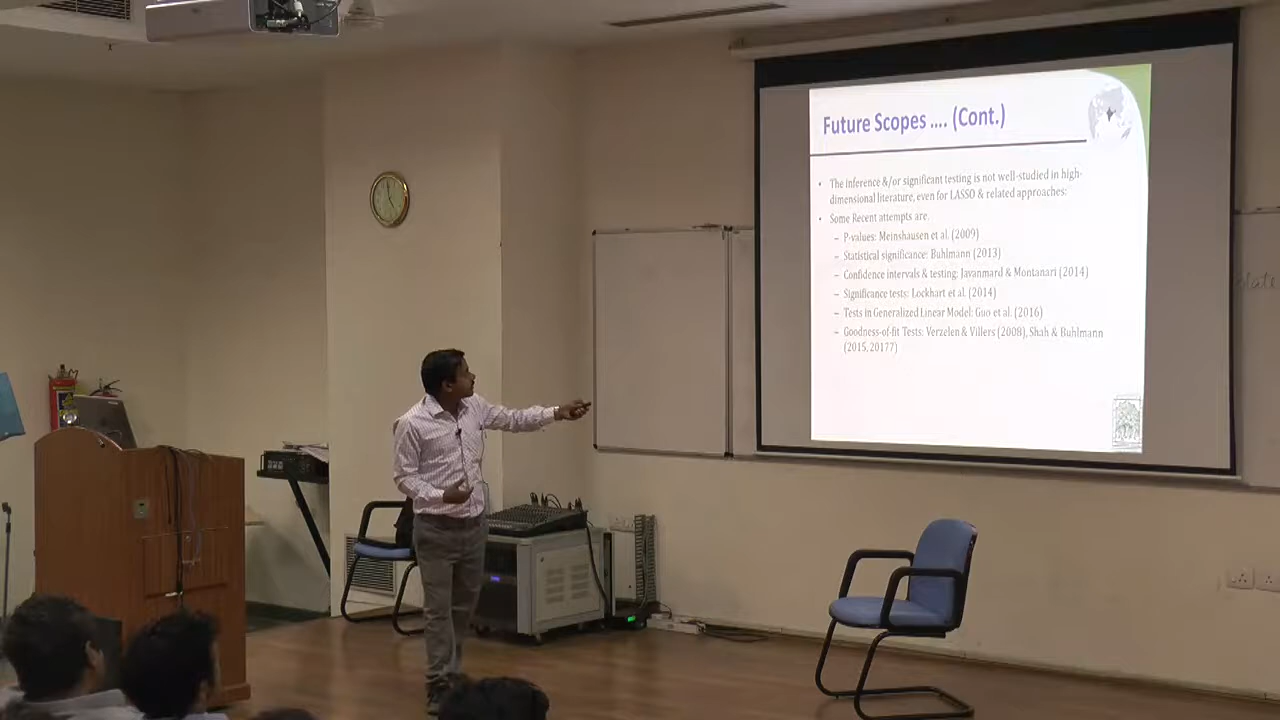 Future Scopes .... (Cont.)
• The inference &/or significant testing is not well-studied in high-
dimensional literature, even for LASSO & related approaches:
• Some Recent attempts are.
– P-values: Meinshausen et al. (2009)
– Statistical significance: Buhlmann (2013)
– Confidence intervals & testing: Javanmard & Montanari (2014)
– Significance tests: Lockhart et al. (2014)
– Tests in Generalized Linear Model: Guo et al. (2016)
– Goodness-of-fit Tests: Verzelen & Villers (2008), Shah & Buhlmann
(2015, 2017?)